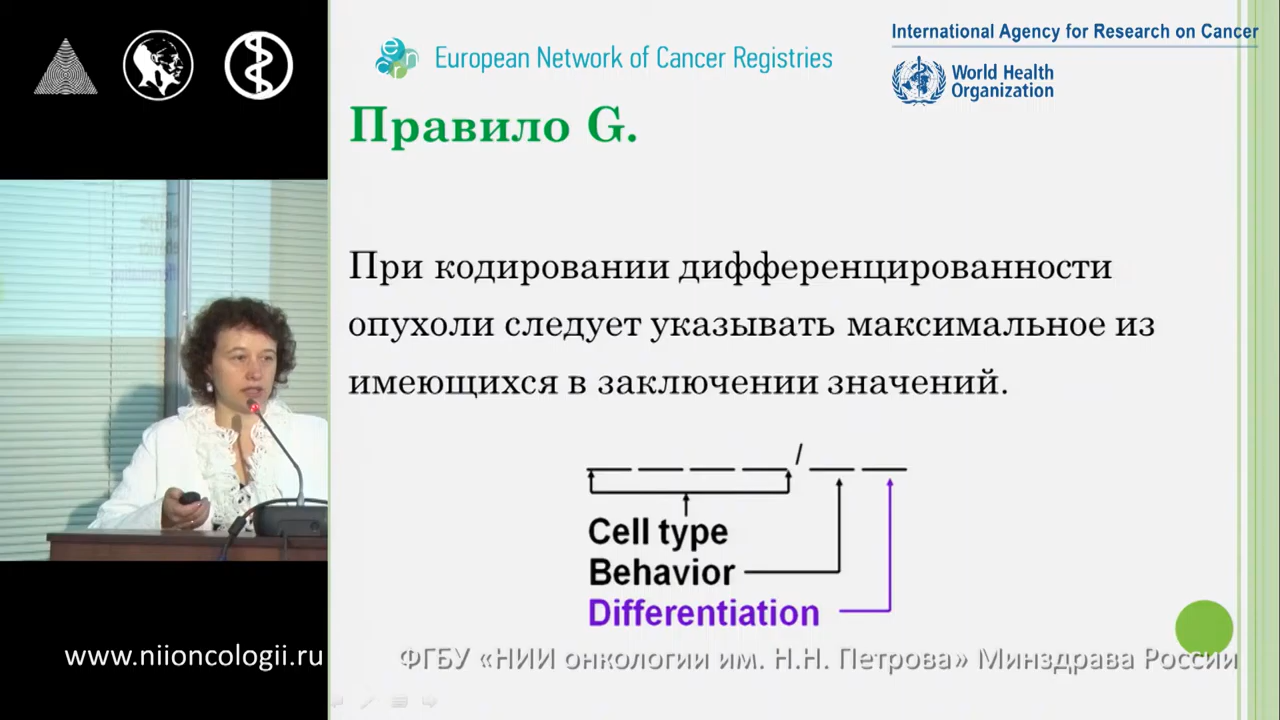 European Network of Cancer Registries
International Agency for Research on Cancer
World Health
Organization
Правило G.
При кодировании дифференцированности
опухоли следует указывать максимальное из
имеющихся в заключении значений.
/
Cell type
Behavior
Differentiation
www.niioncologii.ru
ФГБУ «НИИ онкологии им. Н.Н. Петрова» Минздрава России